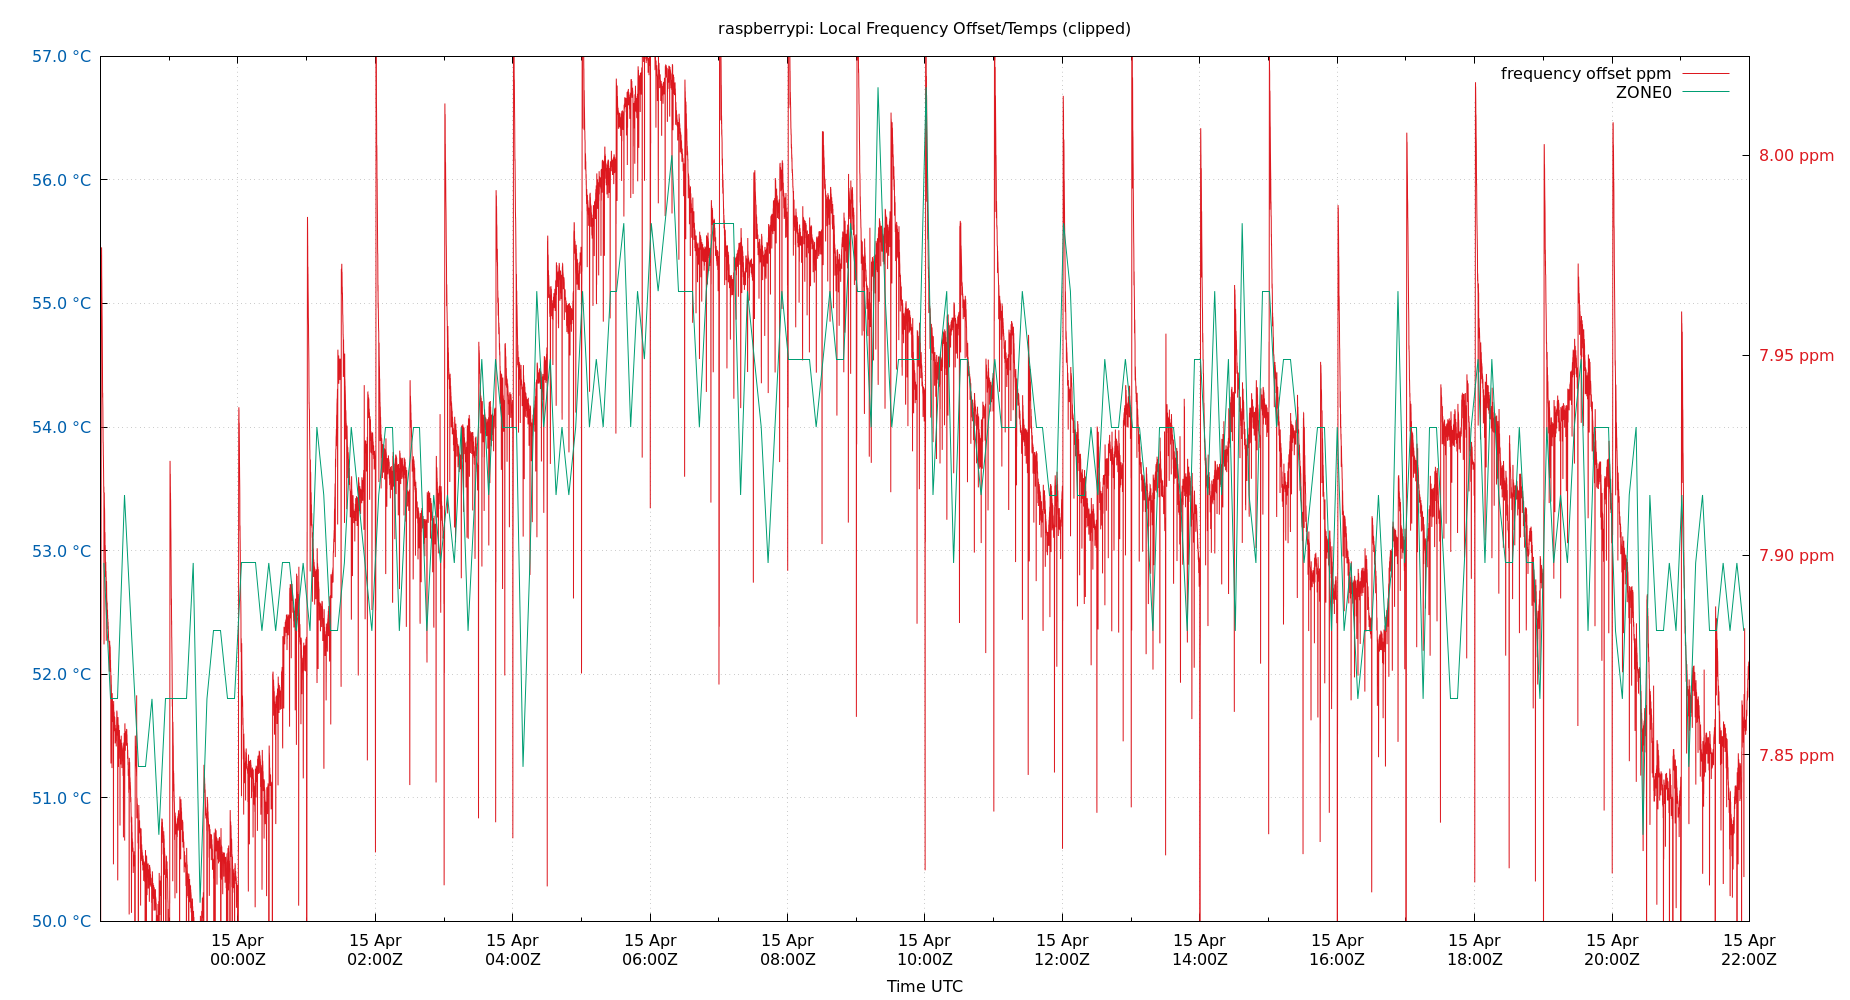 raspberrypi: Local Frequency Offset/Temps (clipped)
57.0 °C
56.0 °C
55.0 °C
54.0 °C
53.0 °C
52.0 °C
51.0 °C
50.0 °C
frequency offset ppm
ZONE0
8.00 ppm
7.95 ppm
7.90 ppm
7.85 ppm
15 Apr 15 Apr 15 Apr 15 Apr 15 Apr 15 Apr 15 Apr 15 Apr 15 Apr 15 Apr 15 Apr 15 Apr
00:00Z 02:00Z 04:00Z 06:00Z 08:00Z 10:00Z 12:00Z 14:00Z 16:00Z 18:00Z 20:00Z 22:00Z
Time UTC